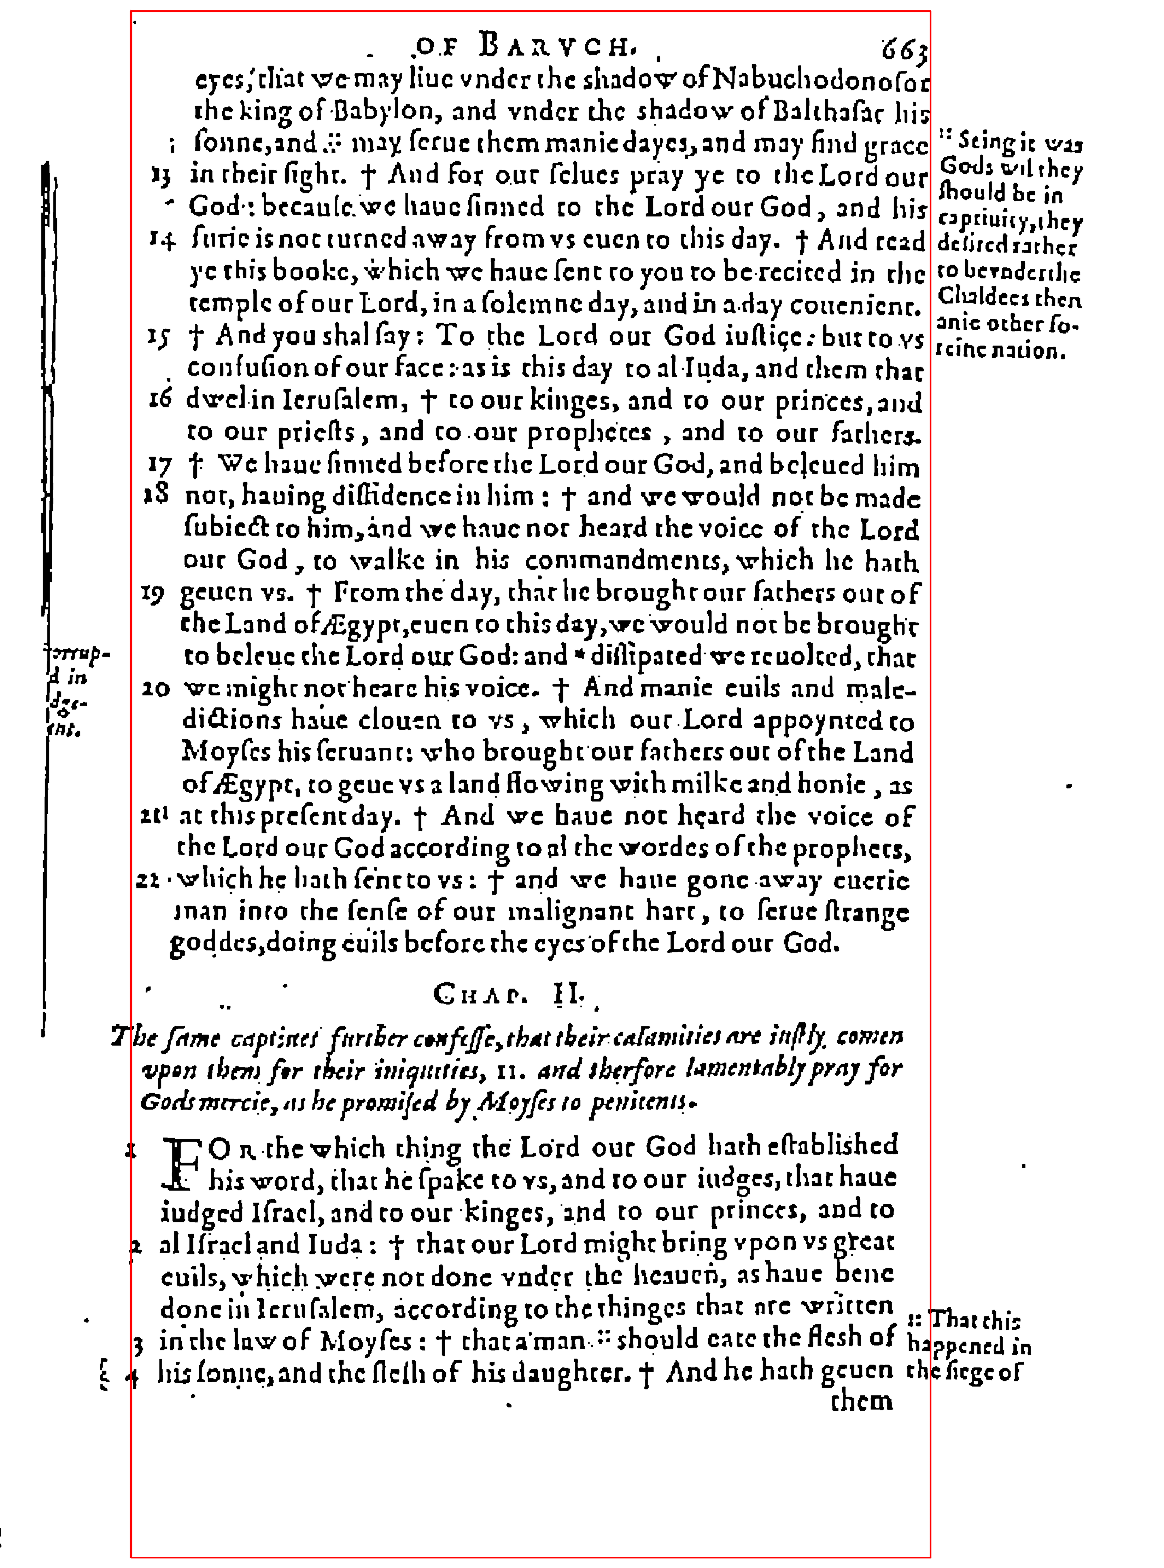 OF BARVCH. 663
eyes, that we may liue vnder the shadow of Nabuchodonoſor
the king of Babylon, and vnder the shadow of Balthaſar his
ſonne, and :: may ſerue them manie dayes, and may find grace
13 in their ſight. † And for our ſelues pray ye to the Lord our
God: becauſe we haue ſinned to the Lord our God, and his
14 furie is not turned away from vs euen to this day. † And read
ye this booke, which we haue ſent to you to be recited in the
temple of our Lord, in a ſolemne day, and in a day conenient.
15 † And you shal ſay: To the Lord our God iuſtice: but to vs
confuſion of our face: as is this day to al Iuda, and them that
16 dwel in Ieruſalem, † to our kinges, and to our princes, and
to our prieſts, and to our prophetes, and to our fathers.
17 † We haue ſinned before the Lord our God, and beleued him
18 not, hauing diffidence in him: † and we would not be made
ſubiect to him, and we haue not heard the voice of the Lord
our God, to walke in his commandments, which he hath
19 geuen vs. † From the day, that he brought our fathers out of
the Land of Ægypt, euen to this day, we would not be brought
to beleue the Lord our God: and * diſſipated we reuolted, that
20 we might not heare his voice. † And manie euils and male-
dictions haue clouen to vs, which our Lord appoynted to
Moyſes his ſeruant: who brought our fathers out of the Land
of Ægypt, to geue vs a land flowing with milke and honie, as
21 at this preſent day. † And we haue not heard the voice of
the Lord our God according to al the wordes of the prophets,
22 which he hath ſent to vs: † and we haue gone away euerie
man into the ſenſe of our malignant hart, to ſerue ſtrange
goddes, doing euils before the eyes of the Lord our God.
:: Seing it was
Gods wil they
ſhould be in
captiuity, they
deſired rather
to be vnder the
Chaldees then
anie other fo-
reine nation.
orrup-
d in
ent.
CHAP. II.
The ſame captiues further confeſſe, that their calamities are iuſtly comen
vpon them for their iniquities, 11. and therfore lamentably pray for
Gods mercie, as he promiſed by Moyſes to penitents.
1 FOR the which thing the Lord our God hath eſtablished
his word, that he ſpake to vs, and to our iudges, that haue
iudged Iſrael, and to our kinges, and to our princes, and to
2 al Iſrael and Iuda: † that our Lord might bring vpon vs great
euils, which were not done vnder the heauen, as haue bene
done in Ieruſalem, according to the thinges that are written
3 in the law of Moyſes: † that a man :: should eate the flesh of
4 his ſonne, and the flesh of his daughter. † And he hath geuen
them
:: That this
happened in
the ſiege of